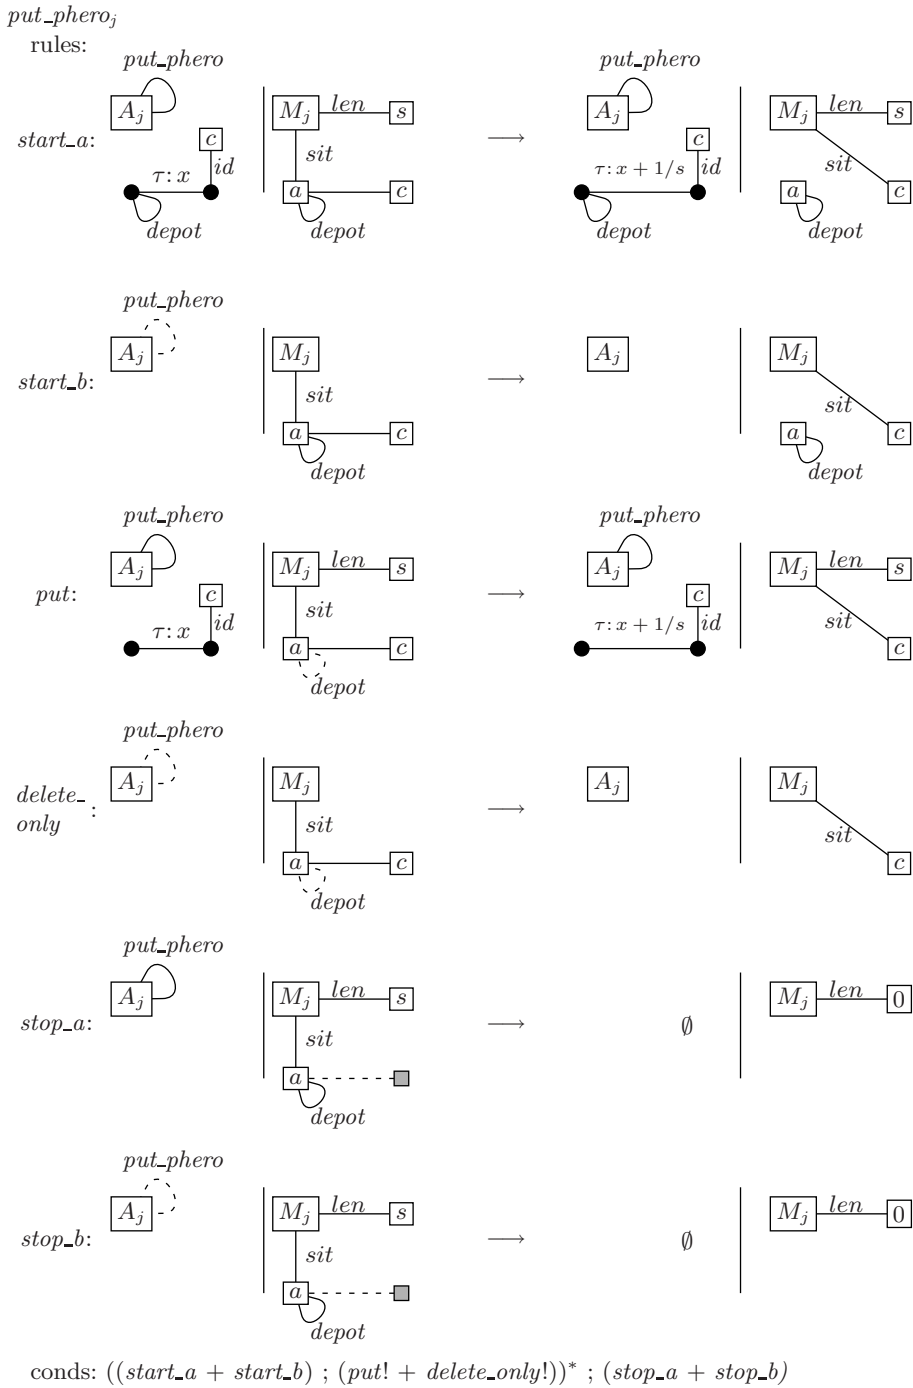 put_phero_j
rules:
put_phero put_phero
A_j M_j len s ⟶ A_j M_j len s
start_a: c sit c sit
τ: x id a c τ: x + 1/s id a c
depot depot depot depot
put_phero
A_j M_j A_j M_j
start_b: sit ⟶ sit
a c a c
depot depot
put_phero put_phero
A_j M_j len s A_j M_j len s
put: c sit ⟶ c sit
τ: x id a c τ: x + 1/s id c
depot
put_phero
A_j M_j A_j M_j
delete_ : sit ⟶ sit
only
a c c
depot
put_phero
A_j M_j len s M_j len 0
stop_a: sit ⟶ ∅
a
depot
put_phero
A_j M_j len s M_j len 0
stop_b: sit ⟶ ∅
a
depot
conds: ((start_a + start_b) ; (put! + delete_only!))* ; (stop_a + stop_b)